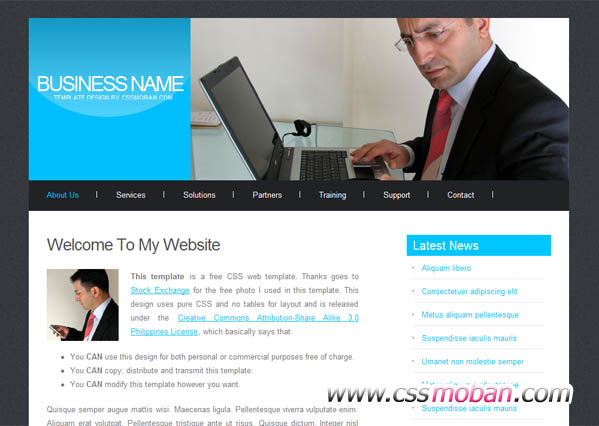 BUSINESS NAME
TEMPLATE DESIGN BY CSSMOBAN.COM
About Us
Services
Solutions
Partners
Training
Support
Contact
Welcome To My Website
This template is a free CSS web template. Thanks goes to
Stock Exchange for the free photo I used in this template. This
design uses pure CSS and no tables for layout and is released
under the Creative Commons Attribution-Share Alike 3.0
Philippines License, which basically says that:
You CAN use this design for both personal or commercial purposes free of charge.
You CAN copy, distribute and transmit this template.
You CAN modify this template however you want.
Quisque semper augue mattis wisi. Maecenas ligula. Pellentesque viverra vulputate enim.
Aliquam erat volutpat. Pellentesque tristique ante ut risus. Quisque dictum. Integer nisl
Latest News
Aliquam libero
Consectetuer adipiscing elit
Metus aliquam pellentesque
Suspendisse iaculis mauris
Urnanet non molestie semper
Suspendisse iaculis mauris
www.cssmoban.com